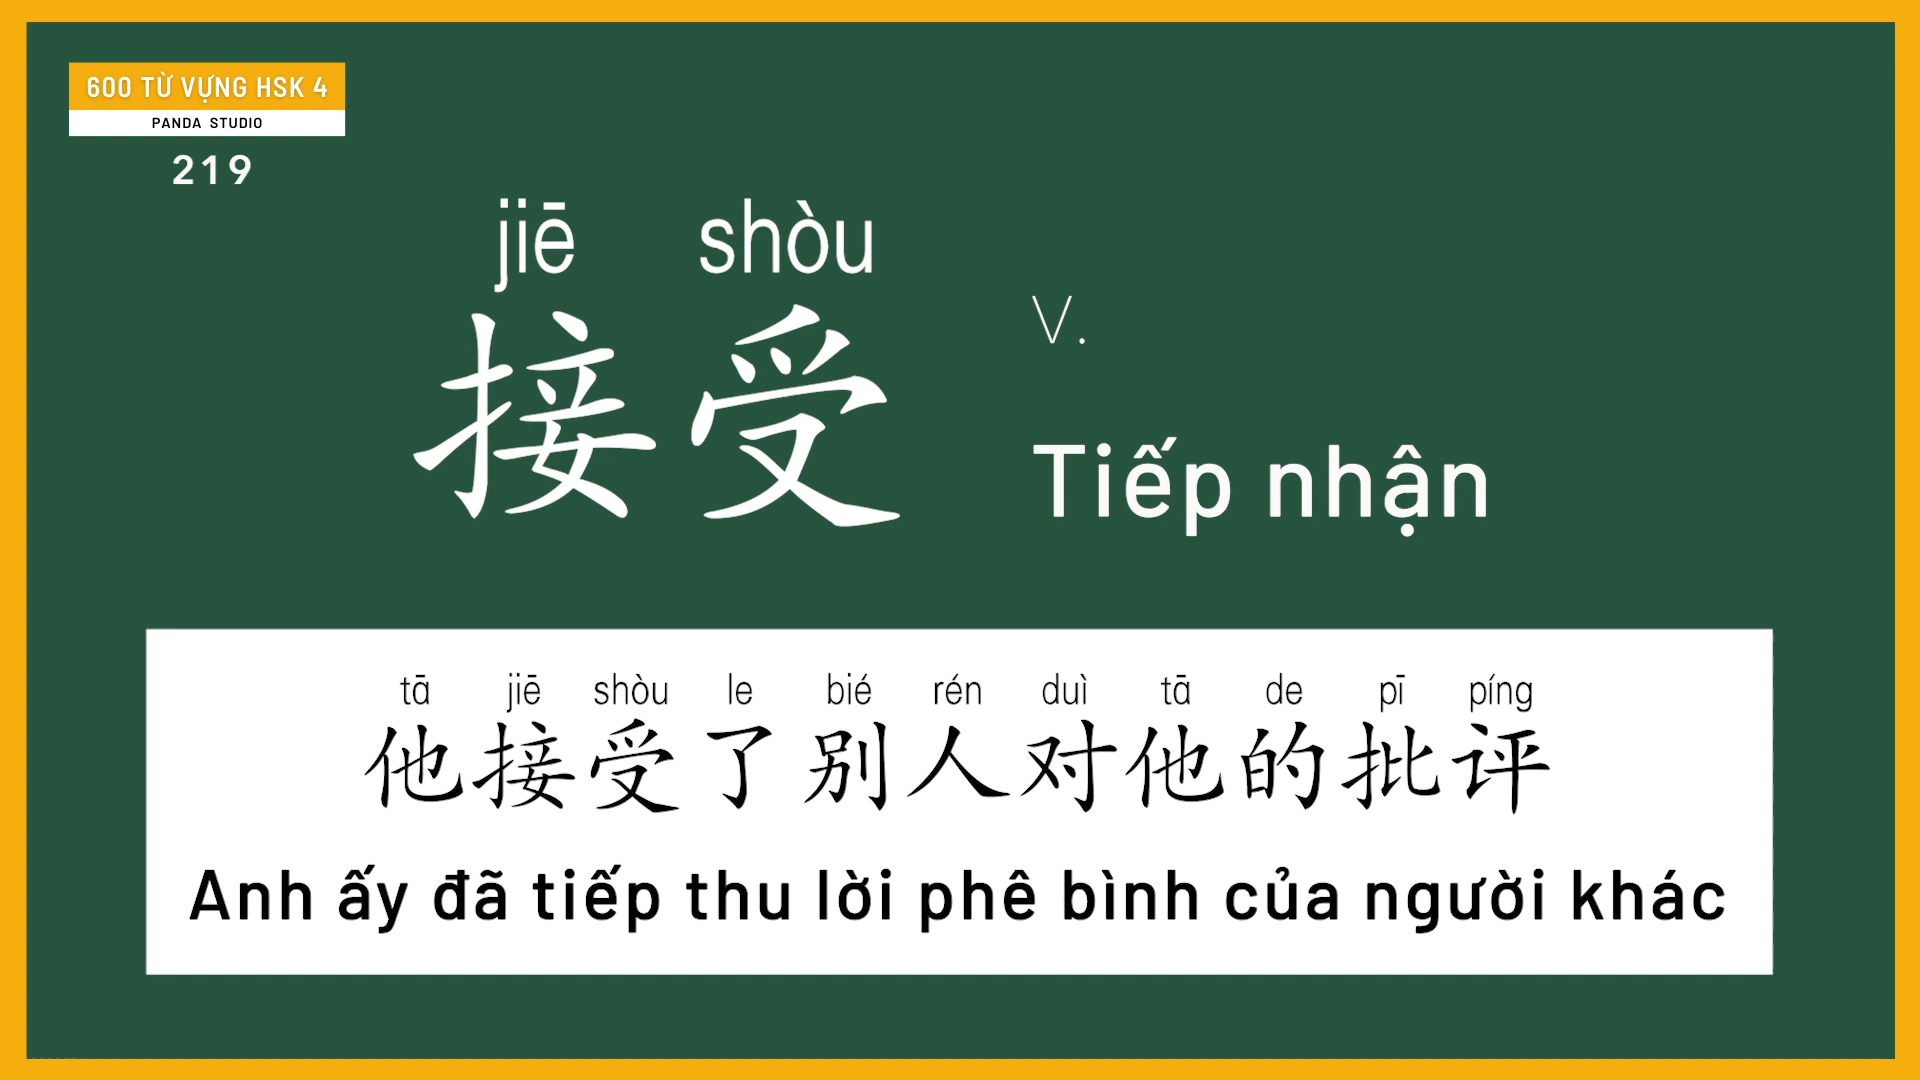 600 TỪ VỰNG HSK 4
PANDA STUDIO
219
jiē shòu
接受
V.
Tiếp nhận
tā jiē shòu le bié rén duì tā de pī píng
他接受了别人对他的批评
Anh ấy đã tiếp thu lời phê bình của người khác